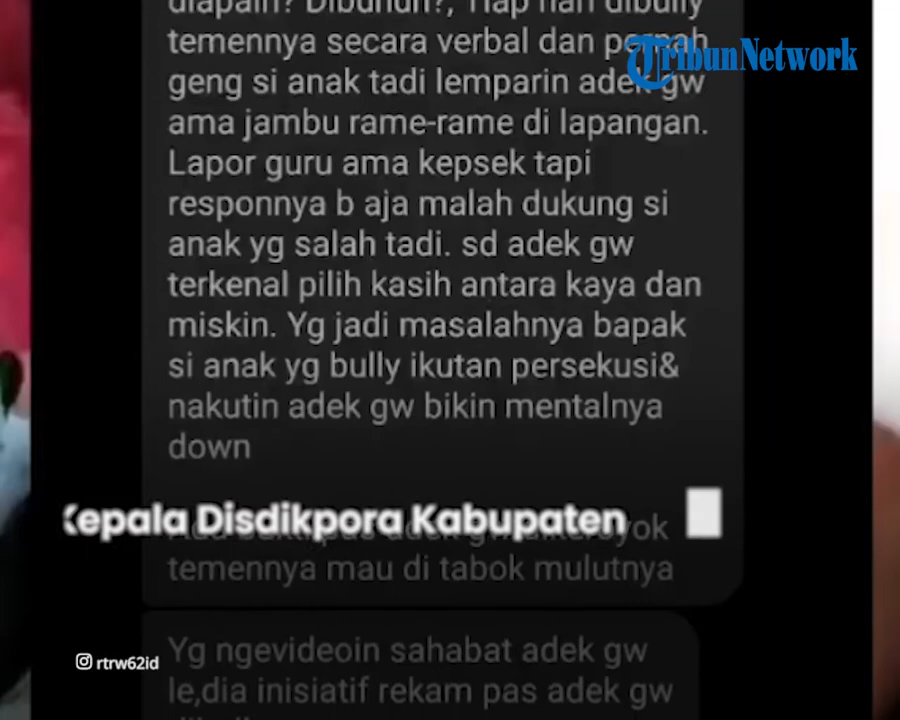 diapain? Dibunuh?, Tiap hari dibully
temennya secara verbal dan pernah
TribunNetwork
geng si anak tadi lemparin adek gw
ama jambu rame-rame di lapangan.
Lapor guru ama kepsek tapi
responnya b aja malah dukung si
anak yg salah tadi. sd adek gw
terkenal pilih kasih antara kaya dan
miskin. Yg jadi masalahnya bapak
si anak yg bully ikutan persekusi&
nakutin adek gw bikin mentalnya
down
Kepala Disdikpora Kabupaten
temennya mau di tabok mulutnya
Yg ngevideoin sahabat adek gw
rtrw62id
le,dia inisiatif rekam pas adek gw